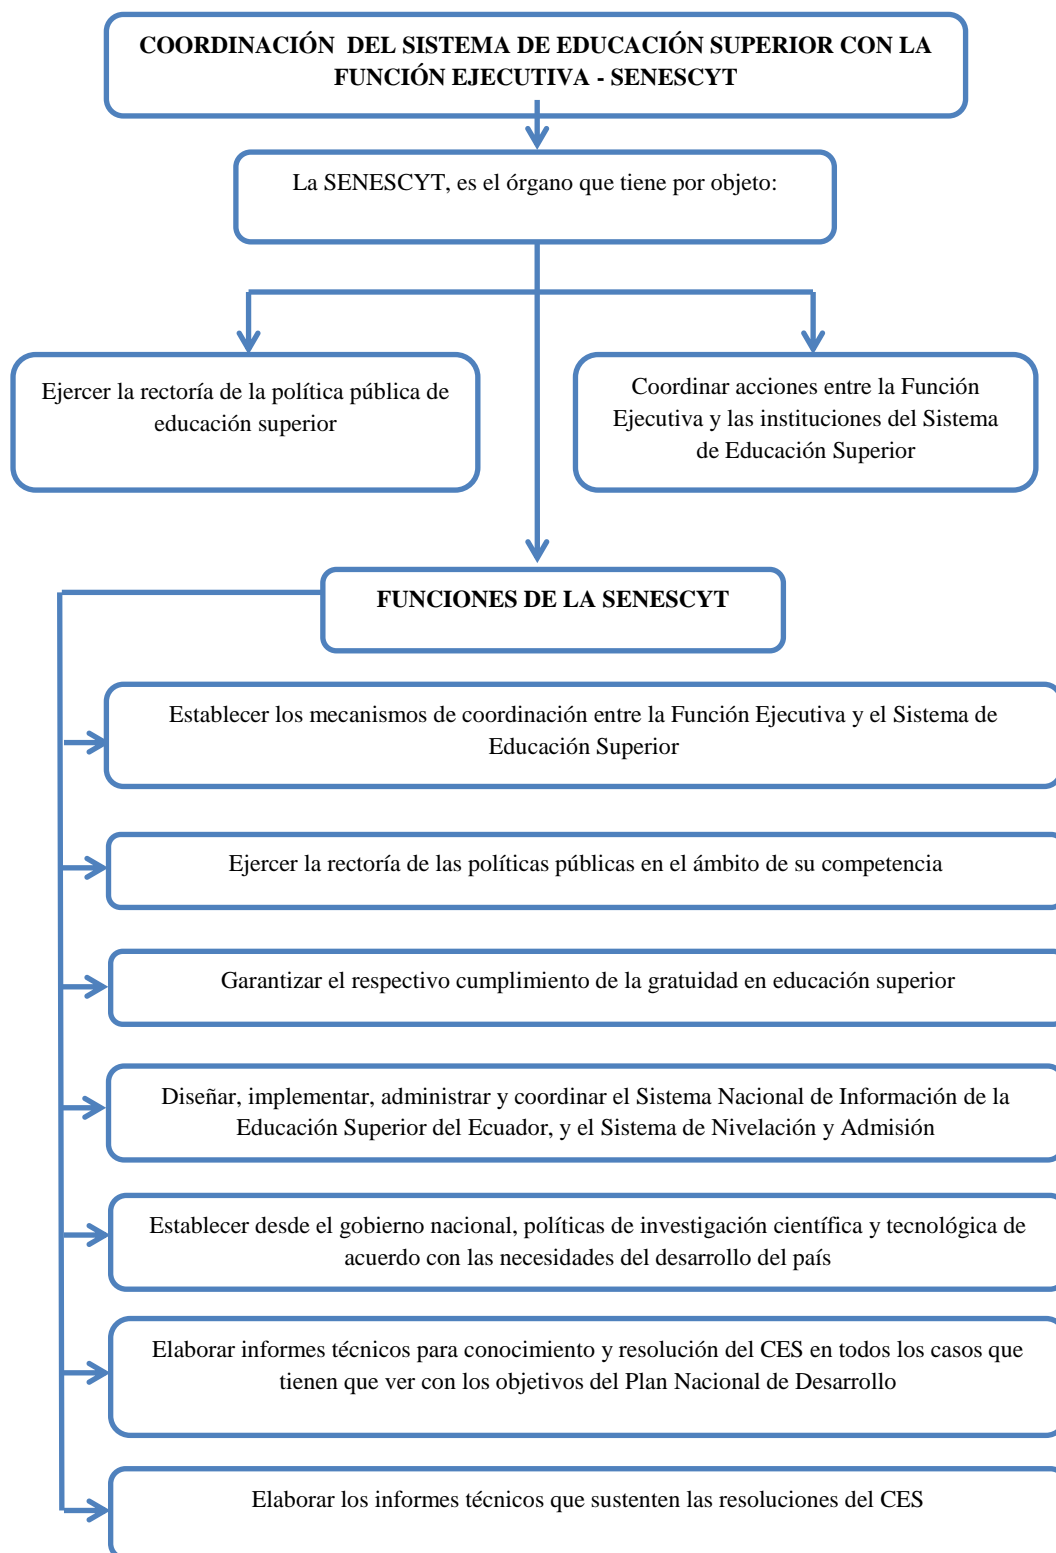 COORDINACIÓN DEL SISTEMA DE EDUCACIÓN SUPERIOR CON LA
FUNCIÓN EJECUTIVA - SENESCYT
La SENESCYT, es el órgano que tiene por objeto:
Ejercer la rectoría de la política pública de
educación superior
Coordinar acciones entre la Función
Ejecutiva y las instituciones del Sistema
de Educación Superior
FUNCIONES DE LA SENESCYT
Establecer los mecanismos de coordinación entre la Función Ejecutiva y el Sistema de
Educación Superior
Ejercer la rectoría de las políticas públicas en el ámbito de su competencia
Garantizar el respectivo cumplimiento de la gratuidad en educación superior
Diseñar, implementar, administrar y coordinar el Sistema Nacional de Información de la
Educación Superior del Ecuador, y el Sistema de Nivelación y Admisión
Establecer desde el gobierno nacional, políticas de investigación científica y tecnológica de
acuerdo con las necesidades del desarrollo del país
Elaborar informes técnicos para conocimiento y resolución del CES en todos los casos que
tienen que ver con los objetivos del Plan Nacional de Desarrollo
Elaborar los informes técnicos que sustenten las resoluciones del CES